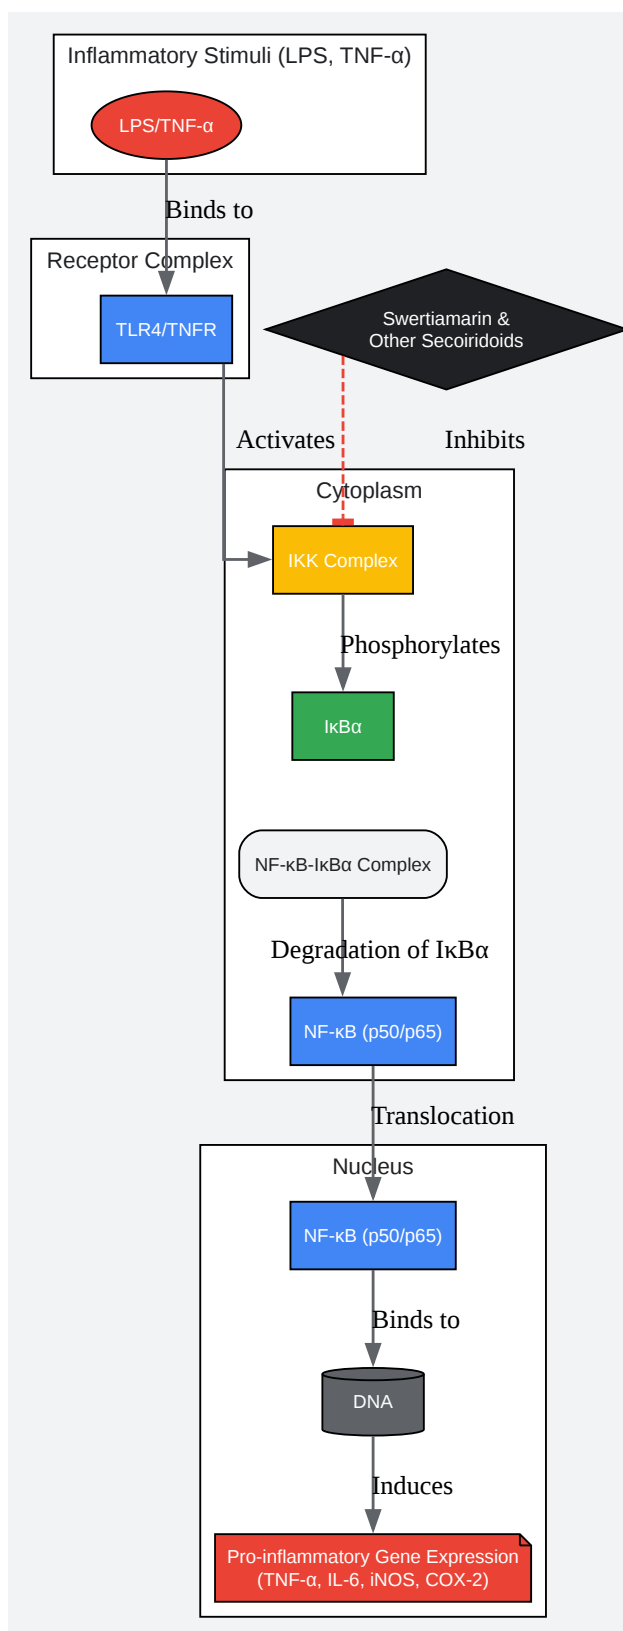 Inflammatory Stimuli (LPS, TNF-α)
LPS/TNF-α
Binds to
Receptor Complex
TLR4/TNFR
Swertiamarin &
Other Secoiridoids
Activates
Inhibits
Cytoplasm
IKK Complex
Phosphorylates
IκBα
NF-κB-IκBα Complex
Degradation of IκBα
NF-κB (p50/p65)
Translocation
Nucleus
NF-κB (p50/p65)
Binds to
DNA
Induces
Pro-inflammatory Gene Expression
(TNF-α, IL-6, iNOS, COX-2)